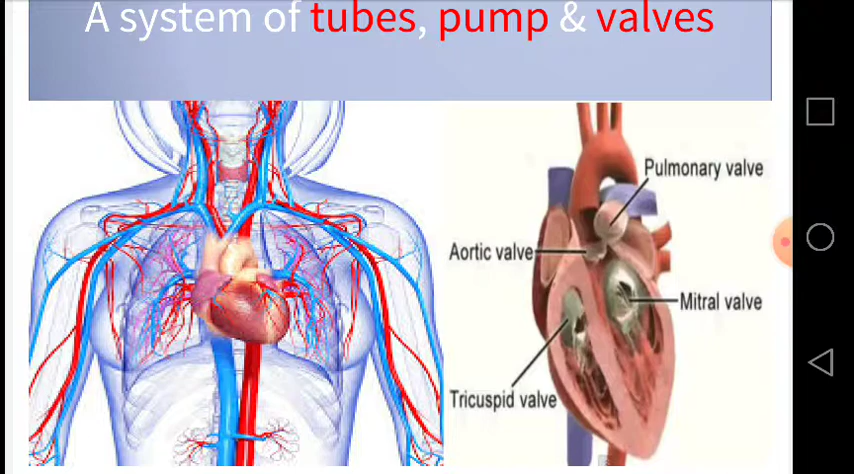 A system of tubes, pump & valves
Pulmonary valve
Aortic valve
Mitral valve
Tricuspid valve